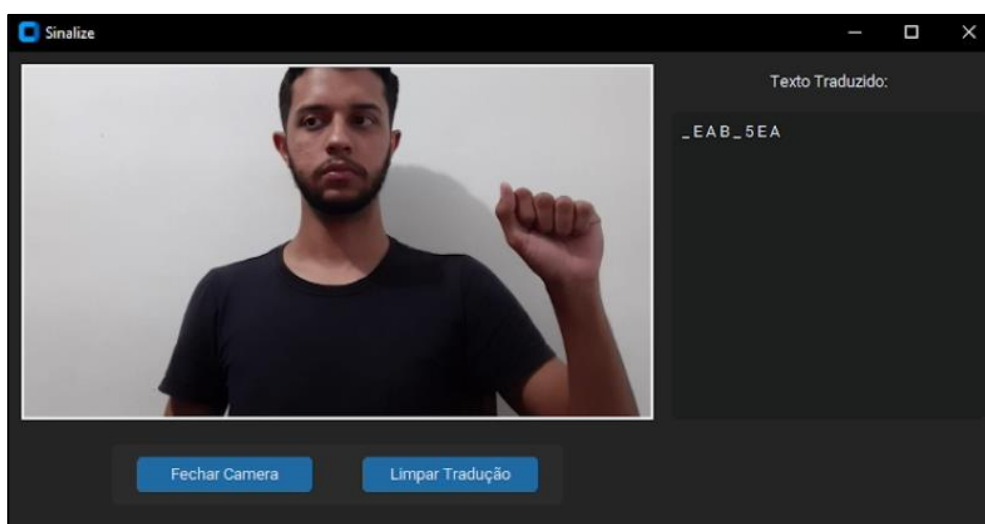 Sinalize
Texto Traduzido:
_EAB_5EA
Fechar Camera
Limpar Tradução